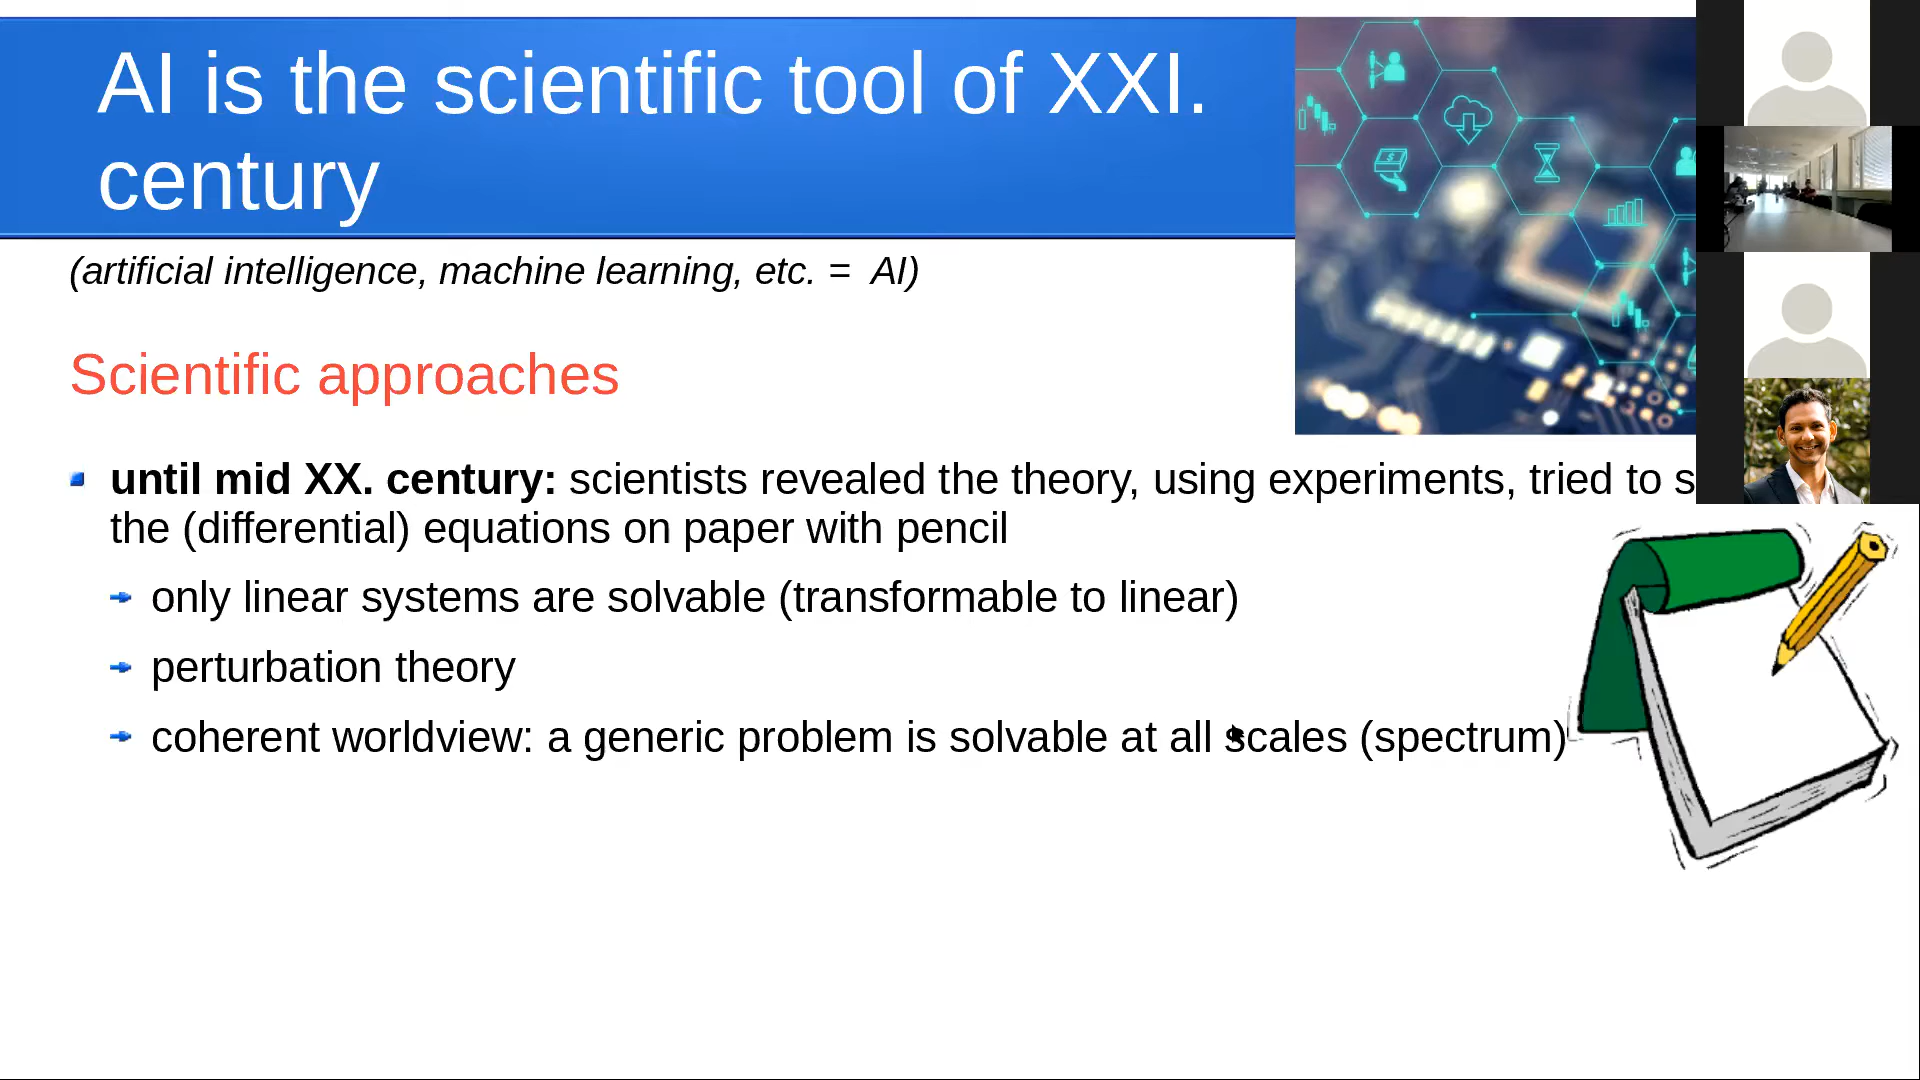 AI is the scientific tool of XXI.
century
(artificial intelligence, machine learning, etc. = AI)
Scientific approaches
until mid XX. century: scientists revealed the theory, using experiments, tried to
the (differential) equations on paper with pencil
only linear systems are solvable (transformable to linear)
perturbation theory
coherent worldview: a generic problem is solvable at all scales (spectrum)